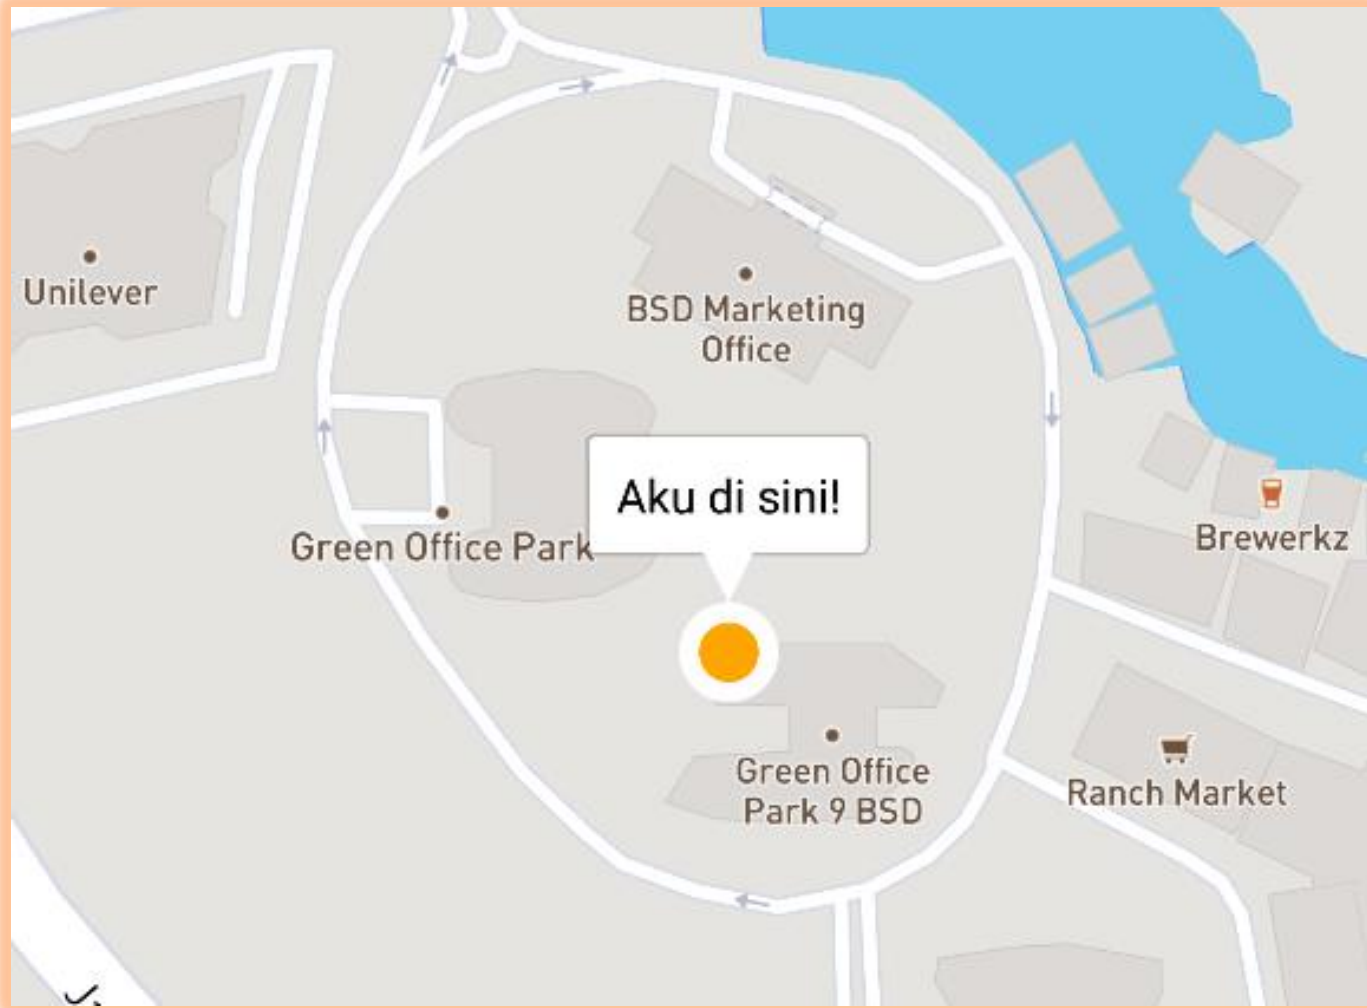 Unilever
BSD Marketing
Office
Aku di sini!
Green Office Park
Brewerkz
Green Office
Park 9 BSD
Ranch Market